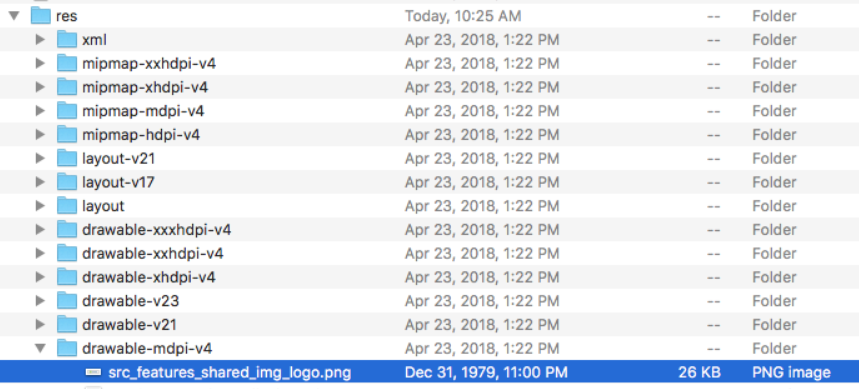 res Today, 10:25 AM -- Folder
xml Apr 23, 2018, 1:22 PM -- Folder
mipmap-xxhdpi-v4 Apr 23, 2018, 1:22 PM -- Folder
mipmap-xhdpi-v4 Apr 23, 2018, 1:22 PM -- Folder
mipmap-mdpi-v4 Apr 23, 2018, 1:22 PM -- Folder
mipmap-hdpi-v4 Apr 23, 2018, 1:22 PM -- Folder
layout-v21 Apr 23, 2018, 1:22 PM -- Folder
layout-v17 Apr 23, 2018, 1:22 PM -- Folder
layout Apr 23, 2018, 1:22 PM -- Folder
drawable-xxxhdpi-v4 Apr 23, 2018, 1:22 PM -- Folder
drawable-xxhdpi-v4 Apr 23, 2018, 1:22 PM -- Folder
drawable-xhdpi-v4 Apr 23, 2018, 1:22 PM -- Folder
drawable-v23 Apr 23, 2018, 1:22 PM -- Folder
drawable-v21 Apr 23, 2018, 1:22 PM -- Folder
drawable-mdpi-v4 Apr 23, 2018, 1:22 PM -- Folder
src_features_shared_img_logo.png Dec 31, 1979, 11:00 PM 26 KB PNG image